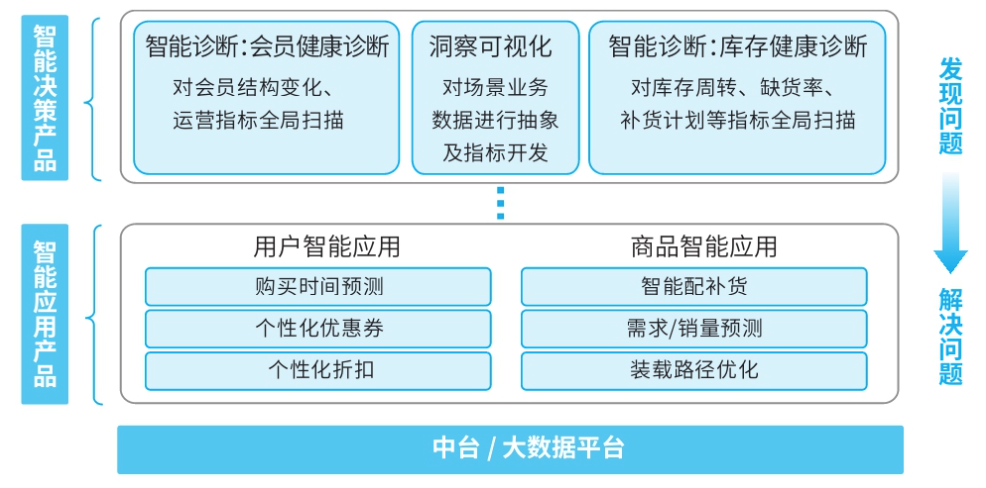 智能决策产品
智能诊断：会员健康诊断
对会员结构变化、
运营指标全局扫描
洞察可视化
对场景业务
数据进行抽象
及指标开发
智能诊断：库存健康诊断
对库存周转、缺货率、
补货计划等指标全局扫描
发现问题
智能应用产品
用户智能应用
购买时间预测
个性化优惠券
个性化折扣
商品智能应用
智能配补货
需求/销量预测
装载路径优化
解决问题
中台 / 大数据平台